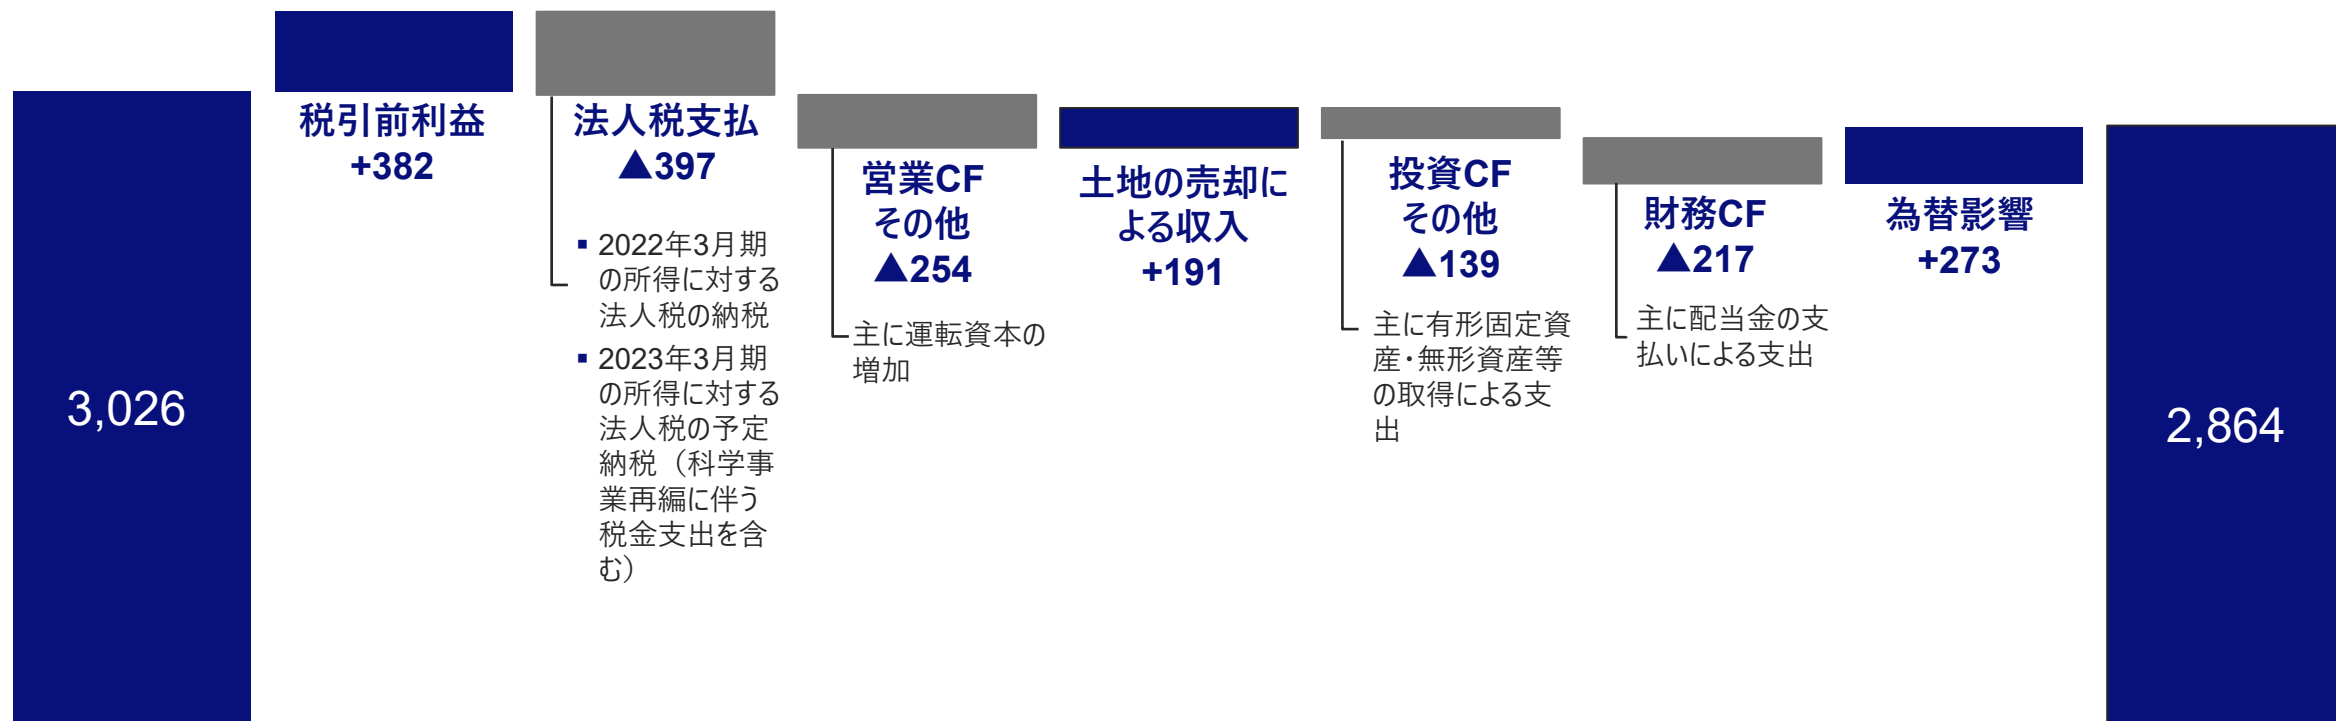 3,026
税引前利益
+382
法人税支払
▲397
▪ 2022年3月期
の所得に対する
法人税の納税
▪ 2023年3月期
の所得に対する
法人税の予定
納税（科学事
業再編に伴う
税金支出を含
む）
営業CF
その他
▲254
主に運転資本の
増加
土地の売却に
よる収入
+191
投資CF
その他
▲139
主に有形固定資
産・無形資産等
の取得による支
出
財務CF
▲217
主に配当金の支
払いによる支出
為替影響
+273
2,864